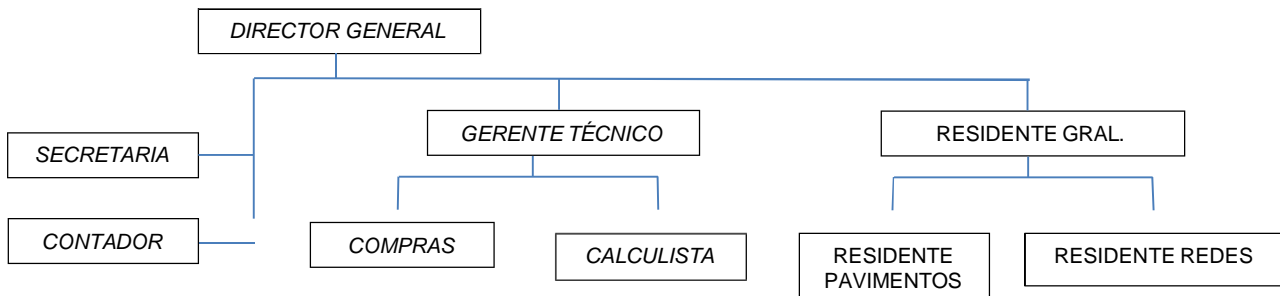 DIRECTOR GENERAL
GERENTE TÉCNICO
RESIDENTE GRAL.
SECRETARIA
CONTADOR
COMPRAS
CALCULISTA
RESIDENTE
PAVIMENTOS
RESIDENTE REDES